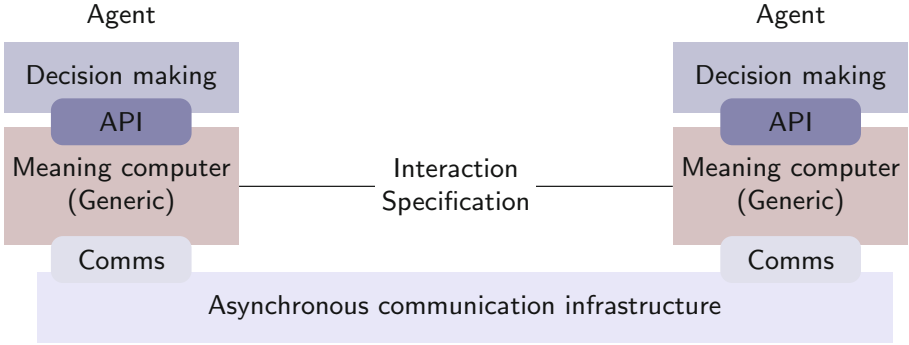 Agent
Agent
Decision making
Decision making
API
API
Meaning computer
(Generic)
Interaction
Specification
Meaning computer
(Generic)
Comms
Comms
Asynchronous communication infrastructure